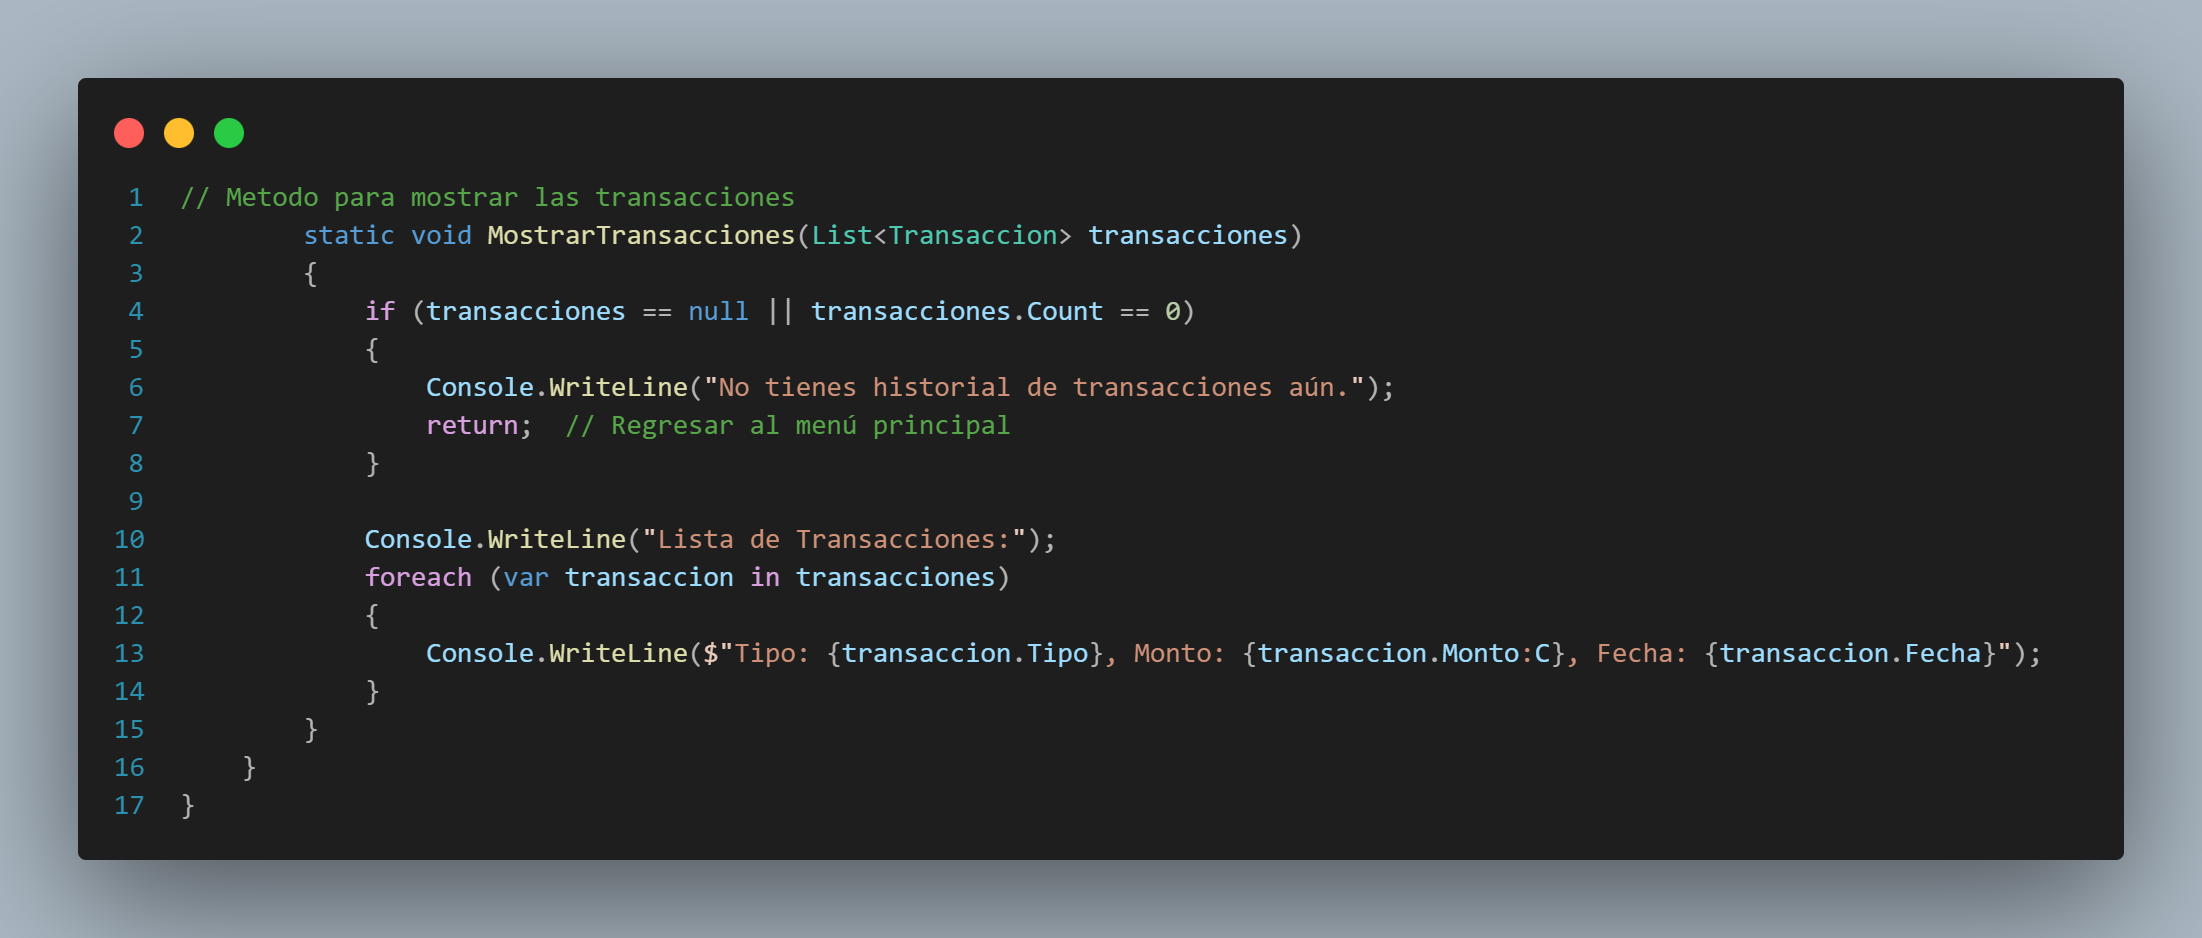 1 // Metodo para mostrar las transacciones
2         static void MostrarTransacciones(List<Transaccion> transacciones)
3         {
4             if (transacciones == null || transacciones.Count == 0)
5             {
6                 Console.WriteLine("No tienes historial de transacciones aún.");
7                 return;  // Regresar al menú principal
8             }
9
10             Console.WriteLine("Lista de Transacciones:");
11             foreach (var transaccion in transacciones)
12             {
13                 Console.WriteLine($"Tipo: {transaccion.Tipo}, Monto: {transaccion.Monto:C}, Fecha: {transaccion.Fecha}");
14             }
15         }
16     }
17 }